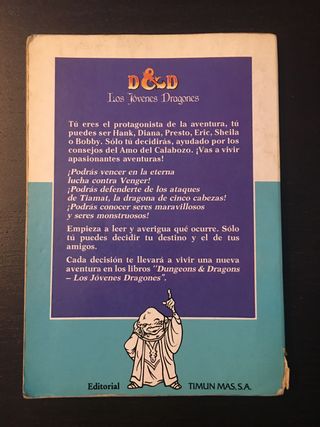 D&D
Los Jóvenes Dragones
Tú eres el protagonista de la aventura, tú
puedes ser Hank, Diana, Presto, Eric, Sheila
o Bobby. Sólo tú decidirás, ayudado por los
consejos del Amo del Calabozo. ¡Vas a vivir
apasionantes aventuras!
¡Podrás vencer en la eterna
lucha contra Venger!
¡Podrás defenderte de los ataques
de Tiamat, la dragona de cinco cabezas!
¡Podrás conocer seres maravillosos
y seres monstruosos!
Empieza a leer y averigua qué ocurre. Sólo
tú puedes decidir tu destino y el de tus
amigos.
Cada decisión te llevará a vivir una nueva
aventura en los libros "Dungeons & Dragons
– Los Jóvenes Dragones".
Editorial TIMUN MAS, S.A.